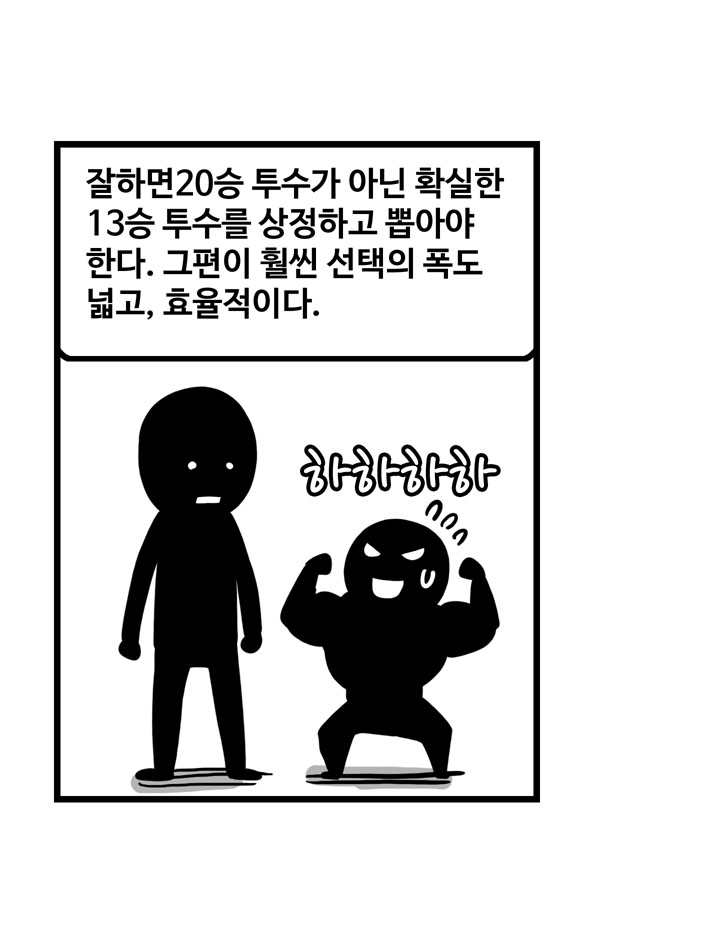 잘하면20승 투수가 아닌 확실한
13승 투수를 상정하고 뽑아야
한다. 그편이 훨씬 선택의 폭도
넓고, 효율적이다.
하하하하